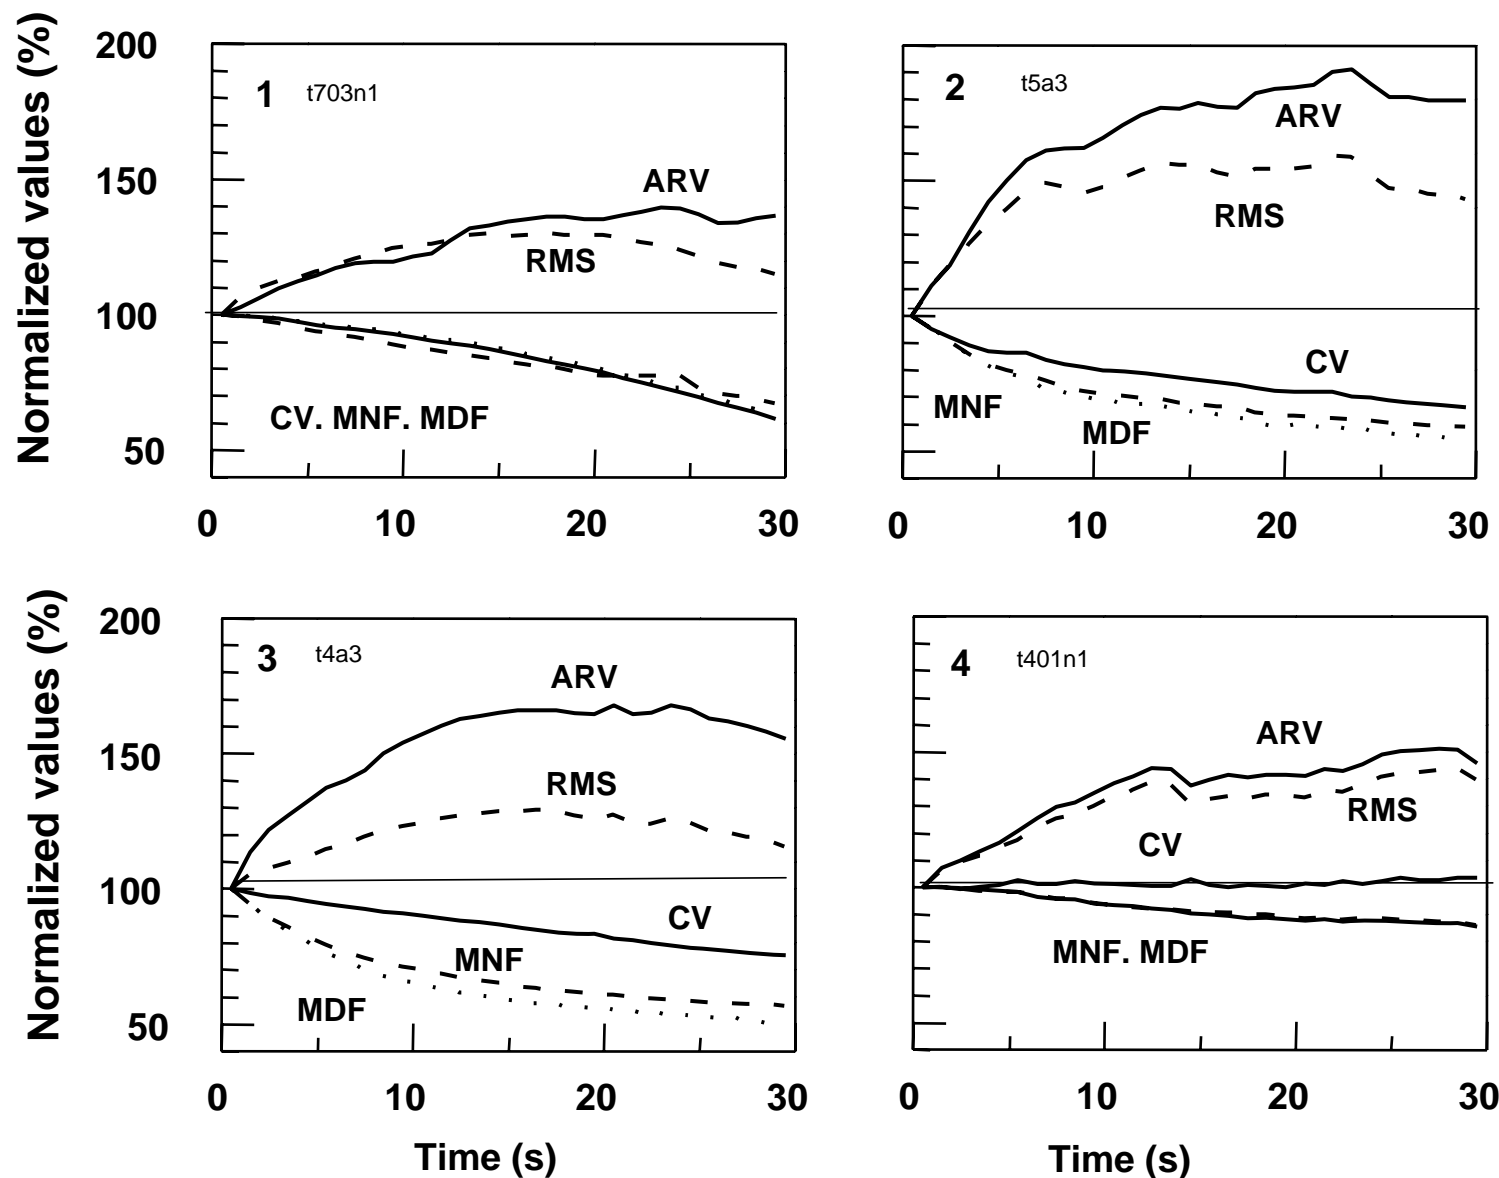 Normalized values (%)
200
150
100
50
1 t703n1
ARV
RMS
CV. MNF. MDF
0 10 20 30
2 t5a3
ARV
RMS
CV
MNF
MDF
0 10 20 30
Normalized values (%)
200
150
100
50
3 t4a3
ARV
RMS
CV
MNF
MDF
0 10 20 30
Time (s)
4 t401n1
ARV
RMS
CV
MNF. MDF
0 10 20 30
Time (s)